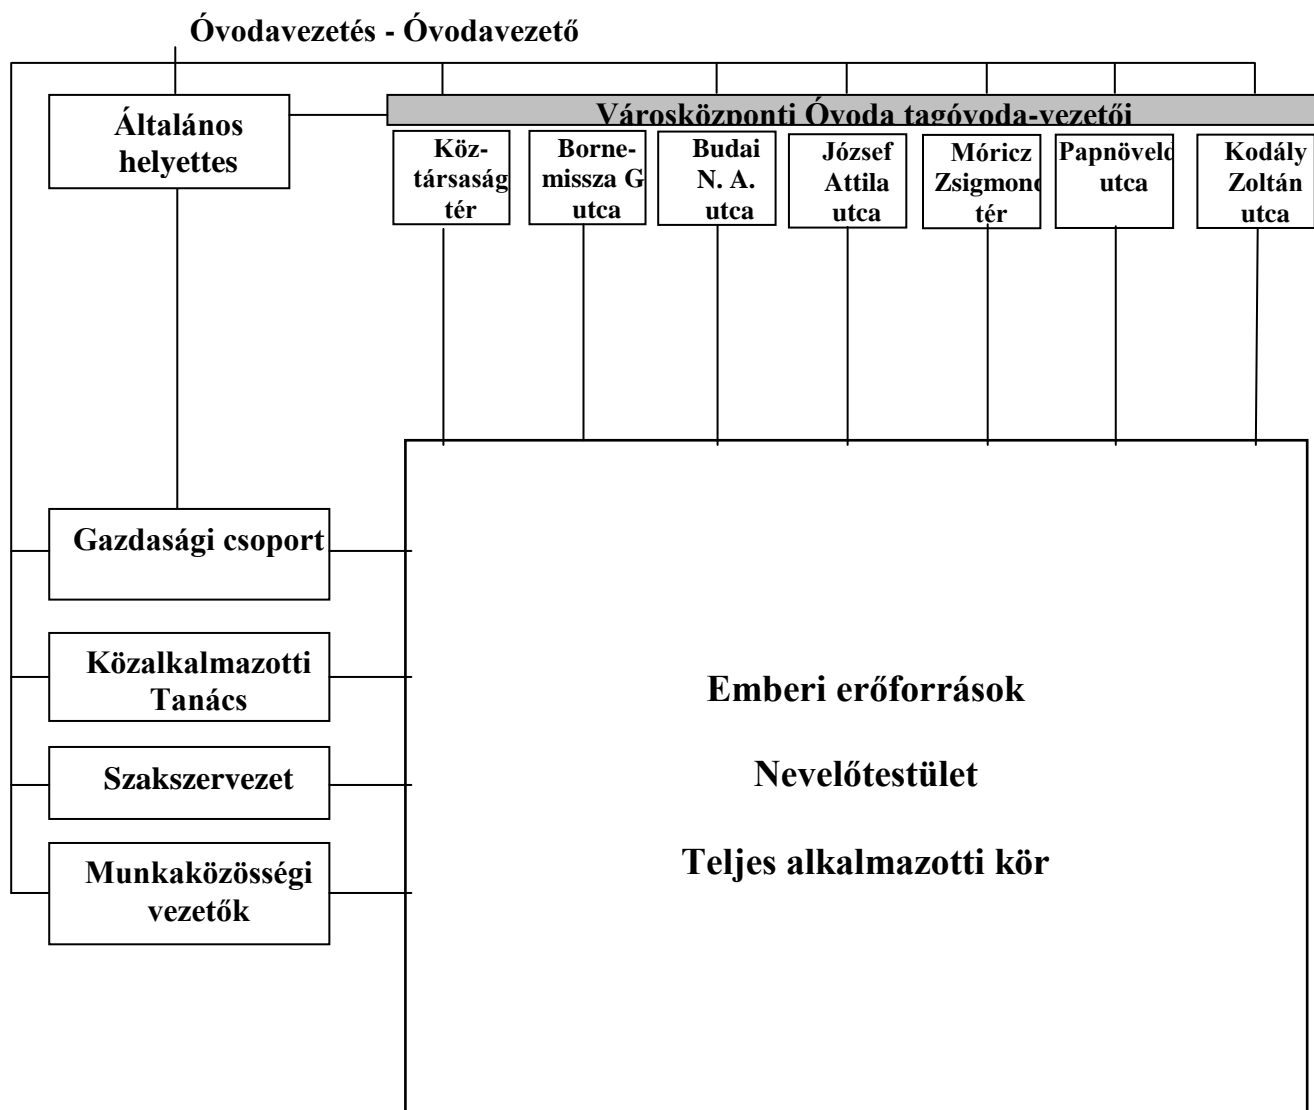 Óvodavezetés - Óvodavezető
Általános
helyettes
Városközponti Óvoda tagóvoda-vezetői
Köz-
társaság
tér
Borne-
missza G
utca
Budai
N. A.
utca
József
Attila
utca
Móricz
Zsigmond
tér
Papnöveld
utca
Kodály
Zoltán
utca
Gazdasági csoport
Közalkalmazotti
Tanács
Szakszervezet
Munkaközösségi
vezetők
Emberi erőforrások
Nevelőtestület
Teljes alkalmazotti kör